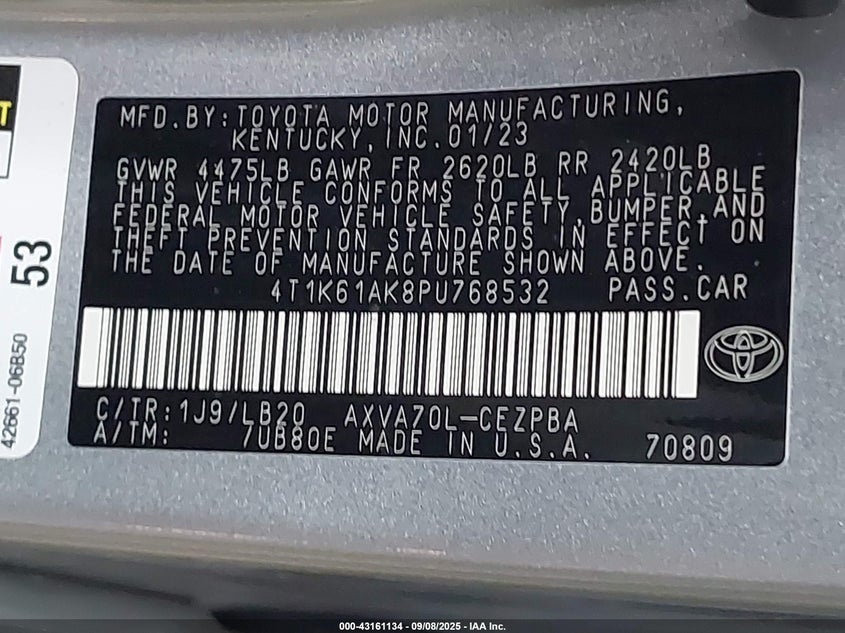 T
53
42661-06B50
MFD.BY:TOYOTA MOTOR MANUFACTURING,
KENTUCKY,INC.01/23
GVWR 4475LB GAWR FR 2620LB RR 2420LB
THIS VEHICLE CONFORMS TO ALL APPLICABLE
FEDERAL MOTOR VEHICLE SAFETY,BUMPER,AND
THEFT PREVENTION STANDARDS IN EFFECT ON
THE DATE OF MANUFACTURE SHOWN ABOVE.
4T1K61AK8PU768532 PASS.CAR
C/TR:1J9/LB20 AXVA70L-CEZPBA
A/TM: /UB80E MADE IN U.S.A. 70809
000-43161134 - 09/08/2025 - IAA Inc.